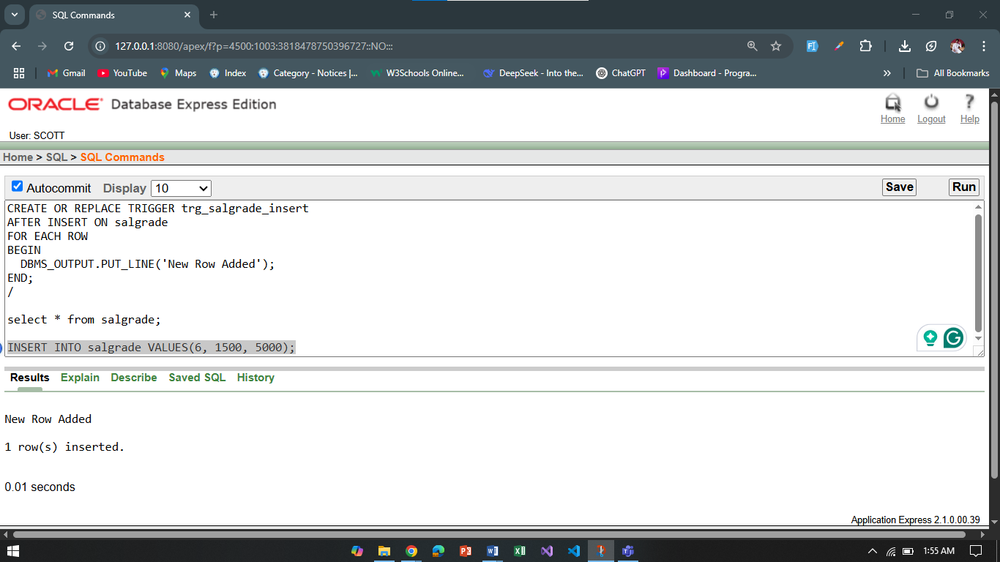 SQL Commands
127.0.0.1:8080/apex/f?p=4500:1003:3818478750396727::NO:::
Gmail YouTube Maps Index Category - Notices |... W3Schools Online... DeepSeek - Into the... ChatGPT Dashboard - Progra... » All Bookmarks
ORACLE Database Express Edition
Home Logout Help
User: SCOTT
Home > SQL > SQL Commands
Autocommit Display 10 Save Run
CREATE OR REPLACE TRIGGER trg_salgrade_insert
AFTER INSERT ON salgrade
FOR EACH ROW
BEGIN
DBMS_OUTPUT.PUT_LINE('New Row Added');
END;
/
select * from salgrade;
INSERT INTO salgrade VALUES(6, 1500, 5000);
Results Explain Describe Saved SQL History
New Row Added
1 row(s) inserted.
0.01 seconds
Application Express 2.1.0.00.39
1:55 AM